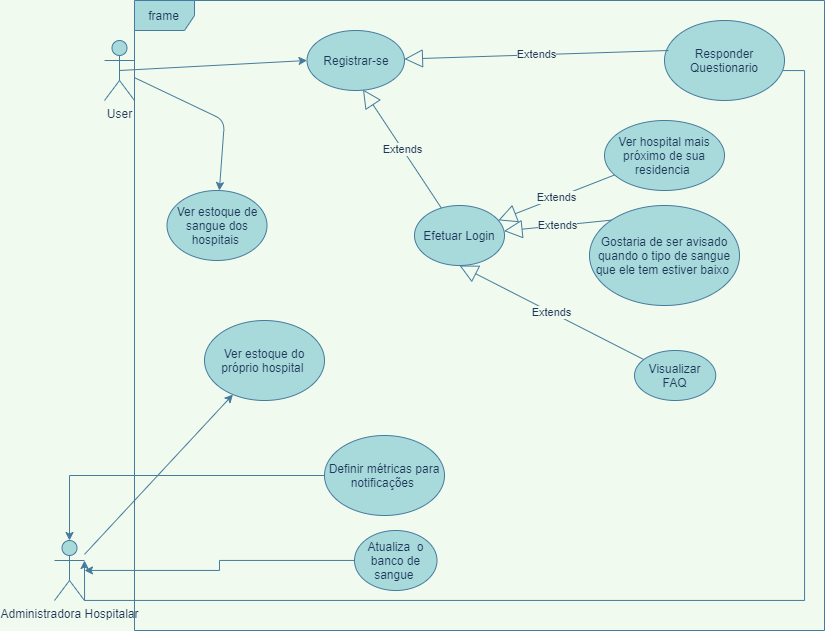 frame
Registrar-se
Extends
Responder
Questionario
User
Ver hospital mais
próximo de sua
residencia
Extends
Extends
Ver estoque de
sangue dos
hospitais
Efetuar Login
Extends
Gostaria de ser avisado
quando o tipo de sangue
que ele tem estiver baixo
Extends
Ver estoque do
próprio hospital
Visualizar
FAQ
Definir métricas para
notificações
Atualiza o
banco de
sangue
Administradora Hospitalar